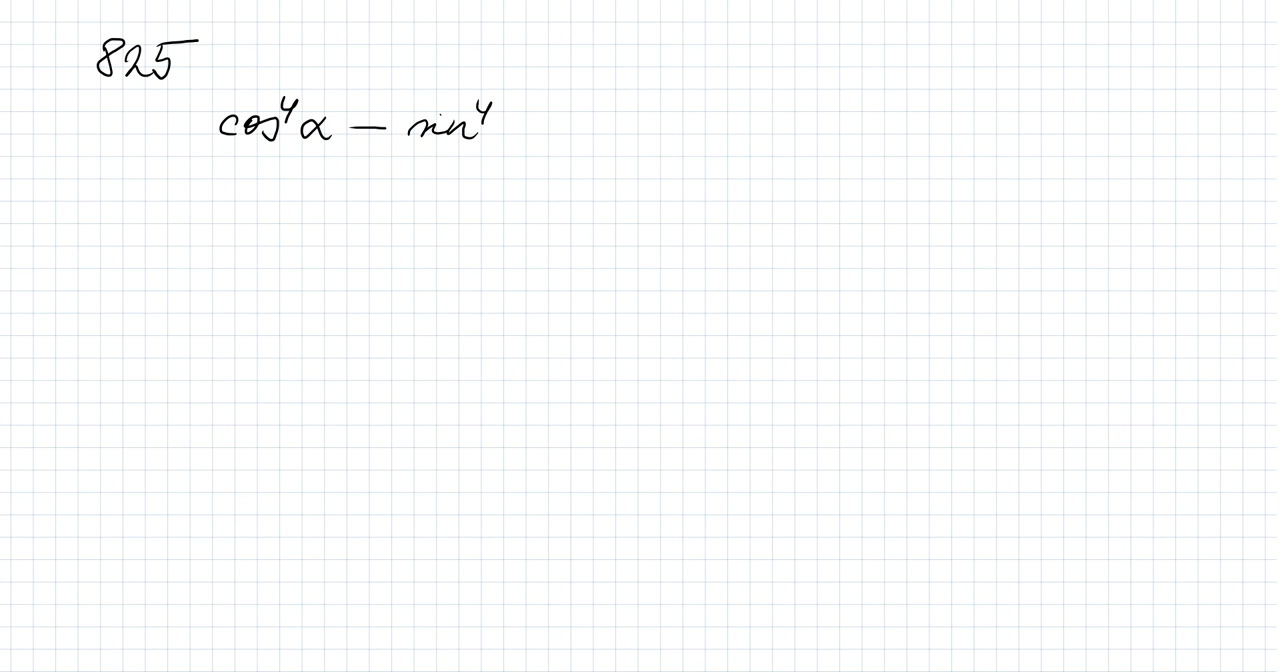 825
cos⁴α — sin⁴